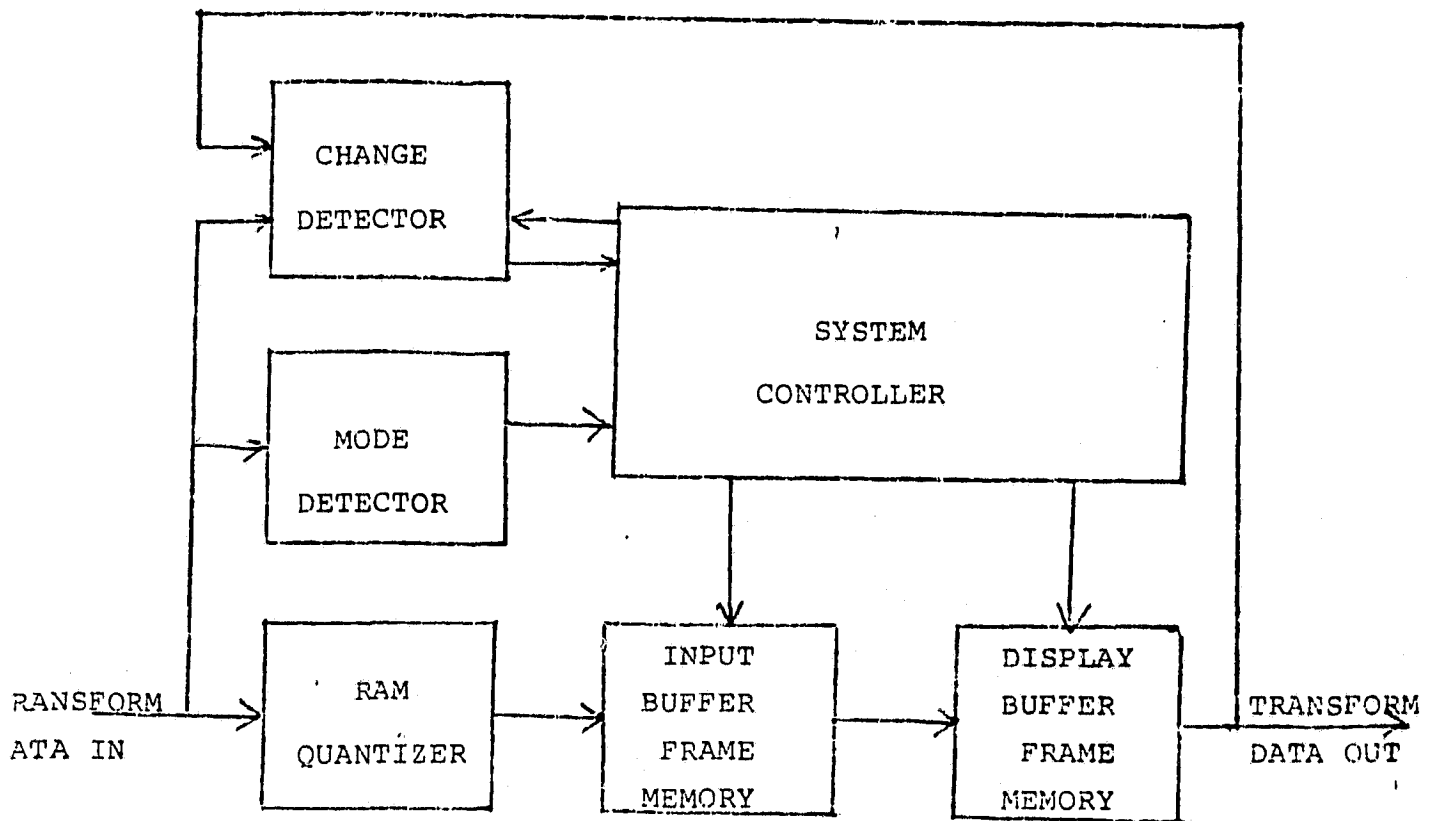 CHANGE
DETECTOR
SYSTEM
CONTROLLER
MODE
DETECTOR
RANSFORM
ATA IN
RAM
QUANTIZER
INPUT
BUFFER
FRAME
MEMORY
DISPLAY
BUFFER
FRAME
MEMORY
TRANSFORM
DATA OUT